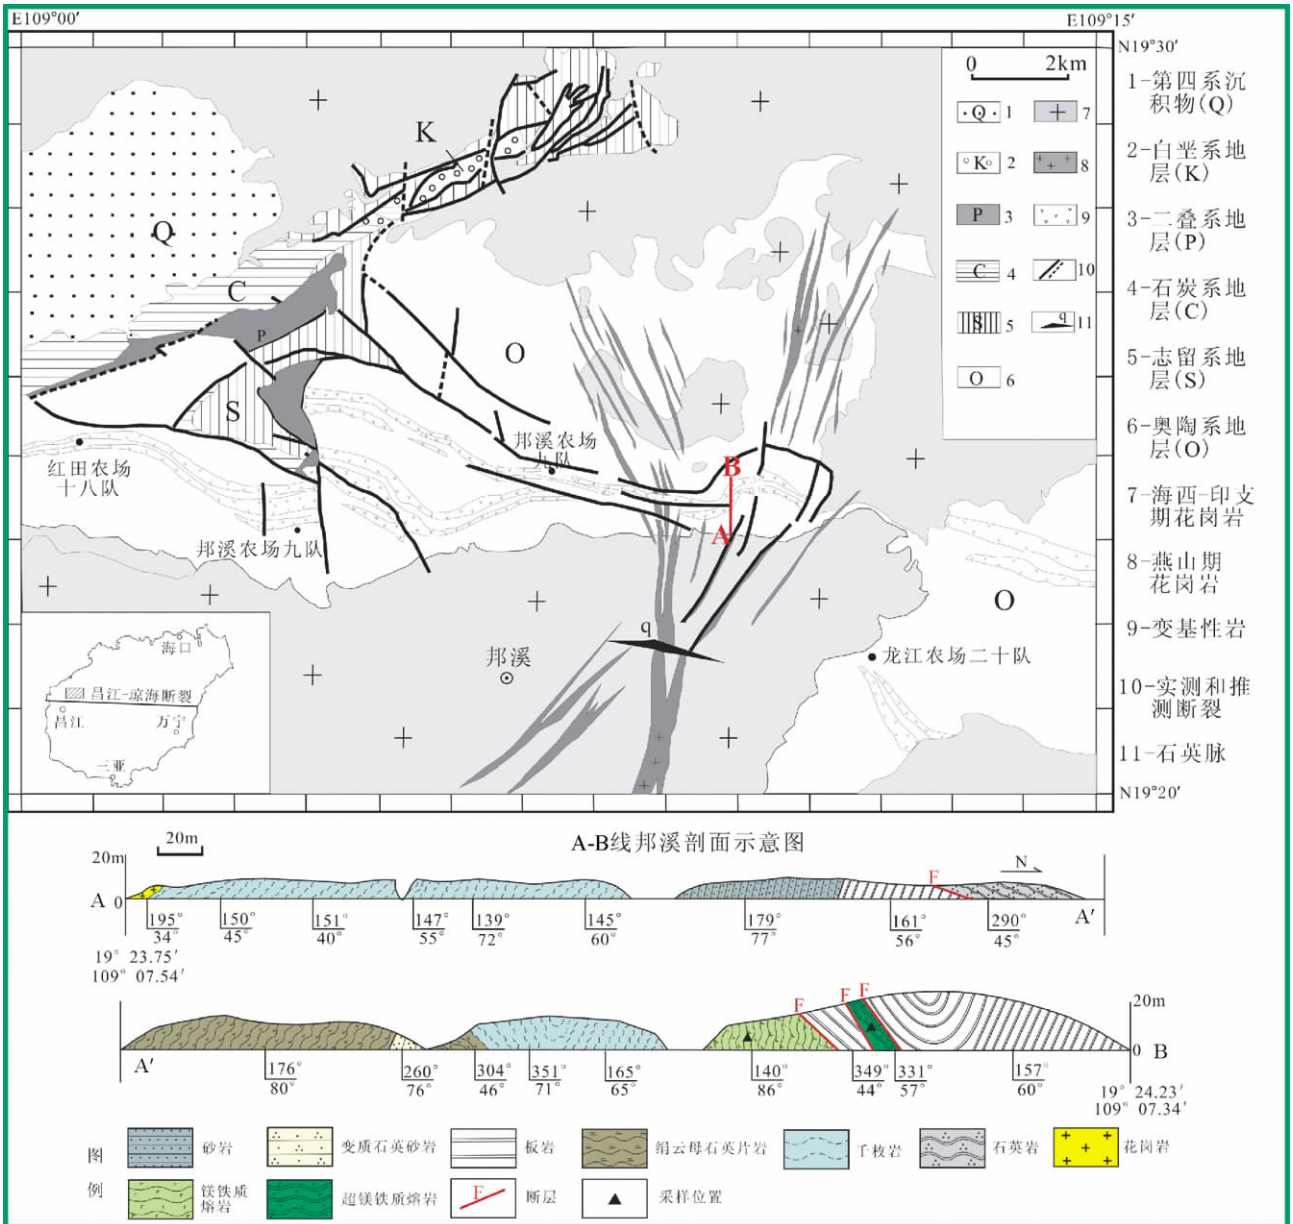 E109°00′
E109°15′
N19°30′
0 2km
1-第四系沉
积物(Q)
Q 1
7
K
K 2
8
2-白垩系地
层(K)
P 3
9
3-二叠系地
层(P)
Q
C 4
10
4-石炭系地
层(C)
C
P
S 5
q 11
O
5-志留系地
层(S)
O 6
S
6-奥陶系地
层(O)
邦溪农场
九队
红田农场
十八队
B
7-海西-印支
期花岗岩
A
邦溪农场九队
8-燕山期
花岗岩
O
9-变基性岩
q
海口
邦溪
龙江农场二十队
昌江-琼海断裂
昌江
万宁
10-实测和推
测断裂
11-石英脉
三亚
N19°20′
20m
A-B线邦溪剖面示意图
20m
N
F
A 0
A′
195° 150° 151° 147° 139° 145° 179° 161° 290°
34° 45° 40° 55° 72° 60° 77° 56° 45°
19° 23.75′
109° 07.54′
F F F
20m
0
A′
B
176° 260° 304° 351° 165° 140° 349° 331° 157°
80° 76° 46° 71° 65° 86° 44° 57° 60°
19° 24.23′
109° 07.34′
图
例
砂岩
变质石英砂岩
板岩
绢云母石英片岩
千枝岩
石英岩
花岗岩
镁铁质
熔岩
超镁铁质熔岩
F 断层
采样位置